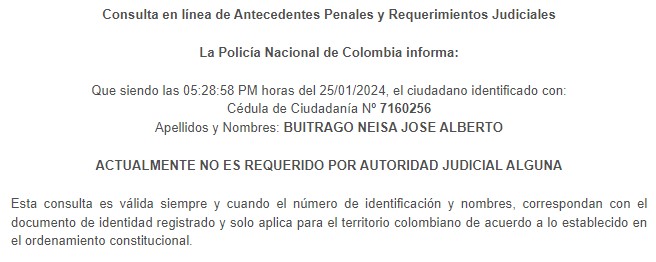 Consulta en línea de Antecedentes Penales y Requerimientos Judiciales
La Policía Nacional de Colombia informa:
Que siendo las 05:28:58 PM horas del 25/01/2024, el ciudadano identificado con:
Cédula de Ciudadanía Nº 7160256
Apellidos y Nombres: BUITRAGO NEISA JOSE ALBERTO
ACTUALMENTE NO ES REQUERIDO POR AUTORIDAD JUDICIAL ALGUNA
Esta consulta es válida siempre y cuando el número de identificación y nombres, correspondan con el
documento de identidad registrado y solo aplica para el territorio colombiano de acuerdo a lo establecido en
el ordenamiento constitucional.